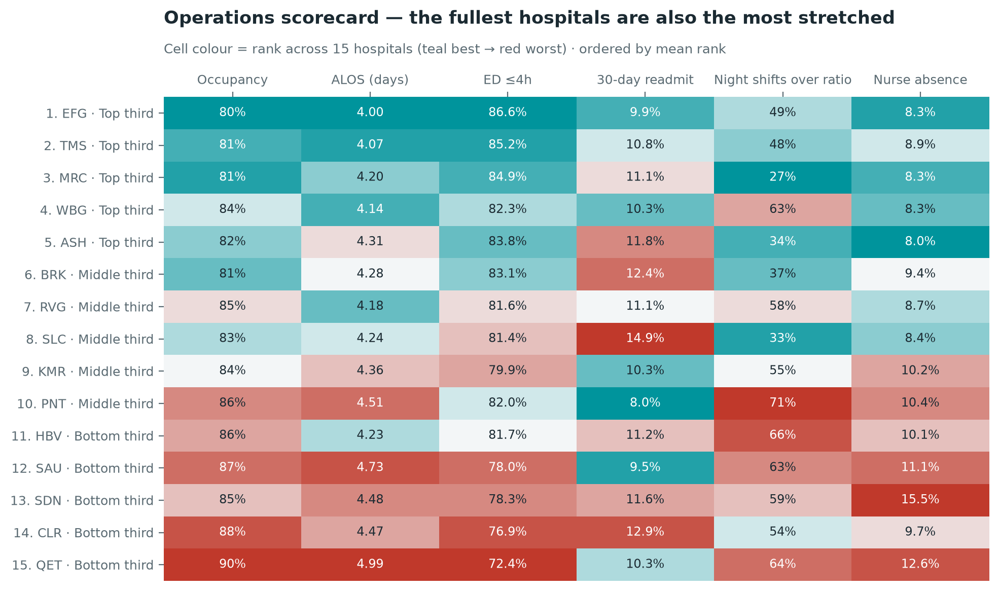 Operations scorecard — the fullest hospitals are also the most stretched
Cell colour = rank across 15 hospitals (teal best → red worst) · ordered by mean rank
Occupancy ALOS (days) ED ≤4h 30-day readmit Night shifts over ratio Nurse absence
1. EFG · Top third 80% 4.00 86.6% 9.9% 49% 8.3%
2. TMS · Top third 81% 4.07 85.2% 10.8% 48% 8.9%
3. MRC · Top third 81% 4.20 84.9% 11.1% 27% 8.3%
4. WBG · Top third 84% 4.14 82.3% 10.3% 63% 8.3%
5. ASH · Top third 82% 4.31 83.8% 11.8% 34% 8.0%
6. BRK · Middle third 81% 4.28 83.1% 12.4% 37% 9.4%
7. RVG · Middle third 85% 4.18 81.6% 11.1% 58% 8.7%
8. SLC · Middle third 83% 4.24 81.4% 14.9% 33% 8.4%
9. KMR · Middle third 84% 4.36 79.9% 10.3% 55% 10.2%
10. PNT · Middle third 86% 4.51 82.0% 8.0% 71% 10.4%
11. HBV · Bottom third 86% 4.23 81.7% 11.2% 66% 10.1%
12. SAU · Bottom third 87% 4.73 78.0% 9.5% 63% 11.1%
13. SDN · Bottom third 85% 4.48 78.3% 11.6% 59% 15.5%
14. CLR · Bottom third 88% 4.47 76.9% 12.9% 54% 9.7%
15. QET · Bottom third 90% 4.99 72.4% 10.3% 64% 12.6%